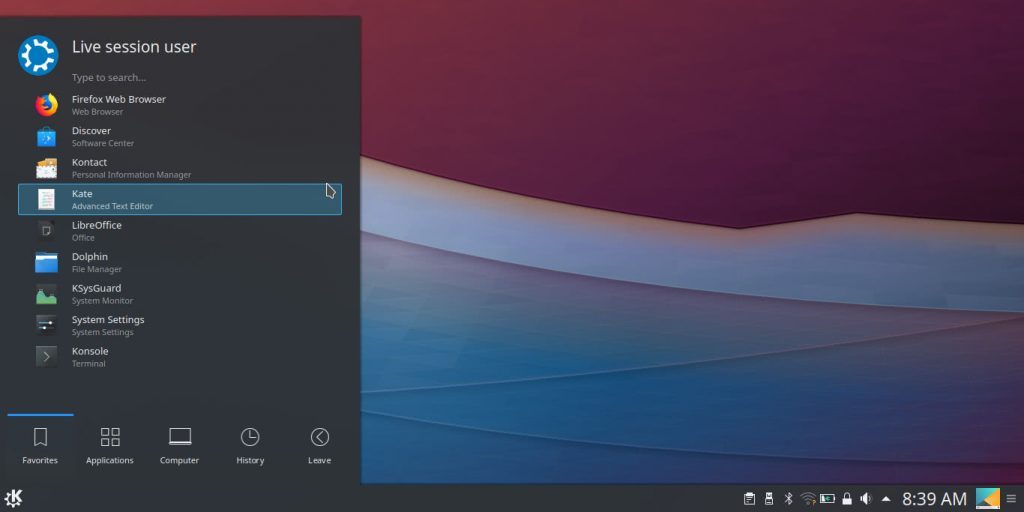 Live session user
Type to search...
Firefox Web Browser
Web Browser
Discover
Software Center
Kontact
Personal Information Manager
Kate
Advanced Text Editor
LibreOffice
Office
Dolphin
File Manager
KSysGuard
System Monitor
System Settings
System Settings
Konsole
Terminal
Favorites
Applications
Computer
History
Leave
8:39 AM